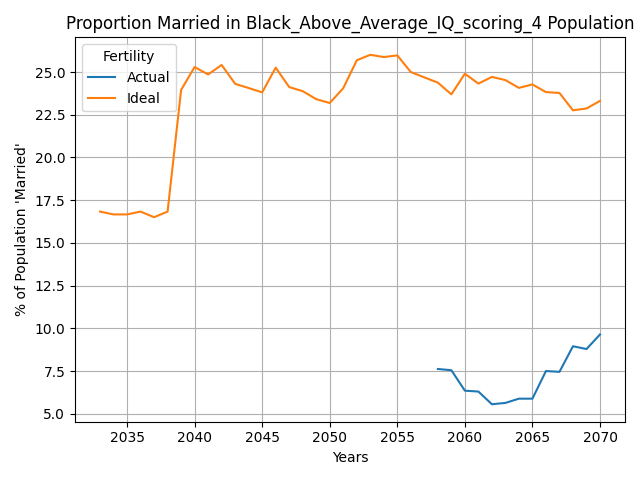 Proportion Married in Black_Above_Average_IQ_scoring_4 Population
Fertility
Actual
Ideal
% of Population 'Married'
25.0
22.5
20.0
17.5
15.0
12.5
10.0
7.5
5.0
2035 2040 2045 2050 2055 2060 2065 2070
Years